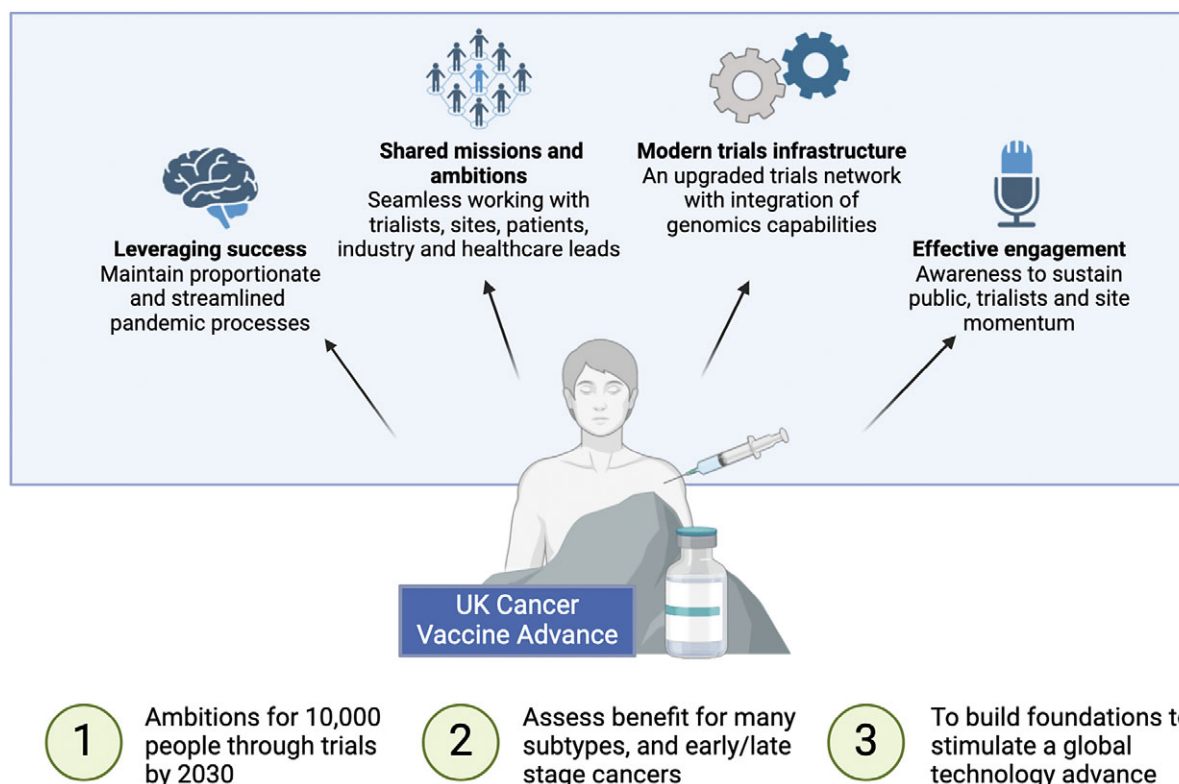 Shared missions and
ambitions
Seamless working with
trialists, sites, patients,
industry and healthcare leads
Modern trials infrastructure
An upgraded trials network
with integration of
genomics capabilities
Leveraging success
Maintain proportionate
and streamlined
pandemic processes
Effective engagement
Awareness to sustain
public, trialists and site
momentum
UK Cancer
Vaccine Advance
1
Ambitions for 10,000
people through trials
by 2030
2
Assess benefit for many
subtypes, and early/late
stage cancers
3
To build foundations
stimulate a global
technology advance